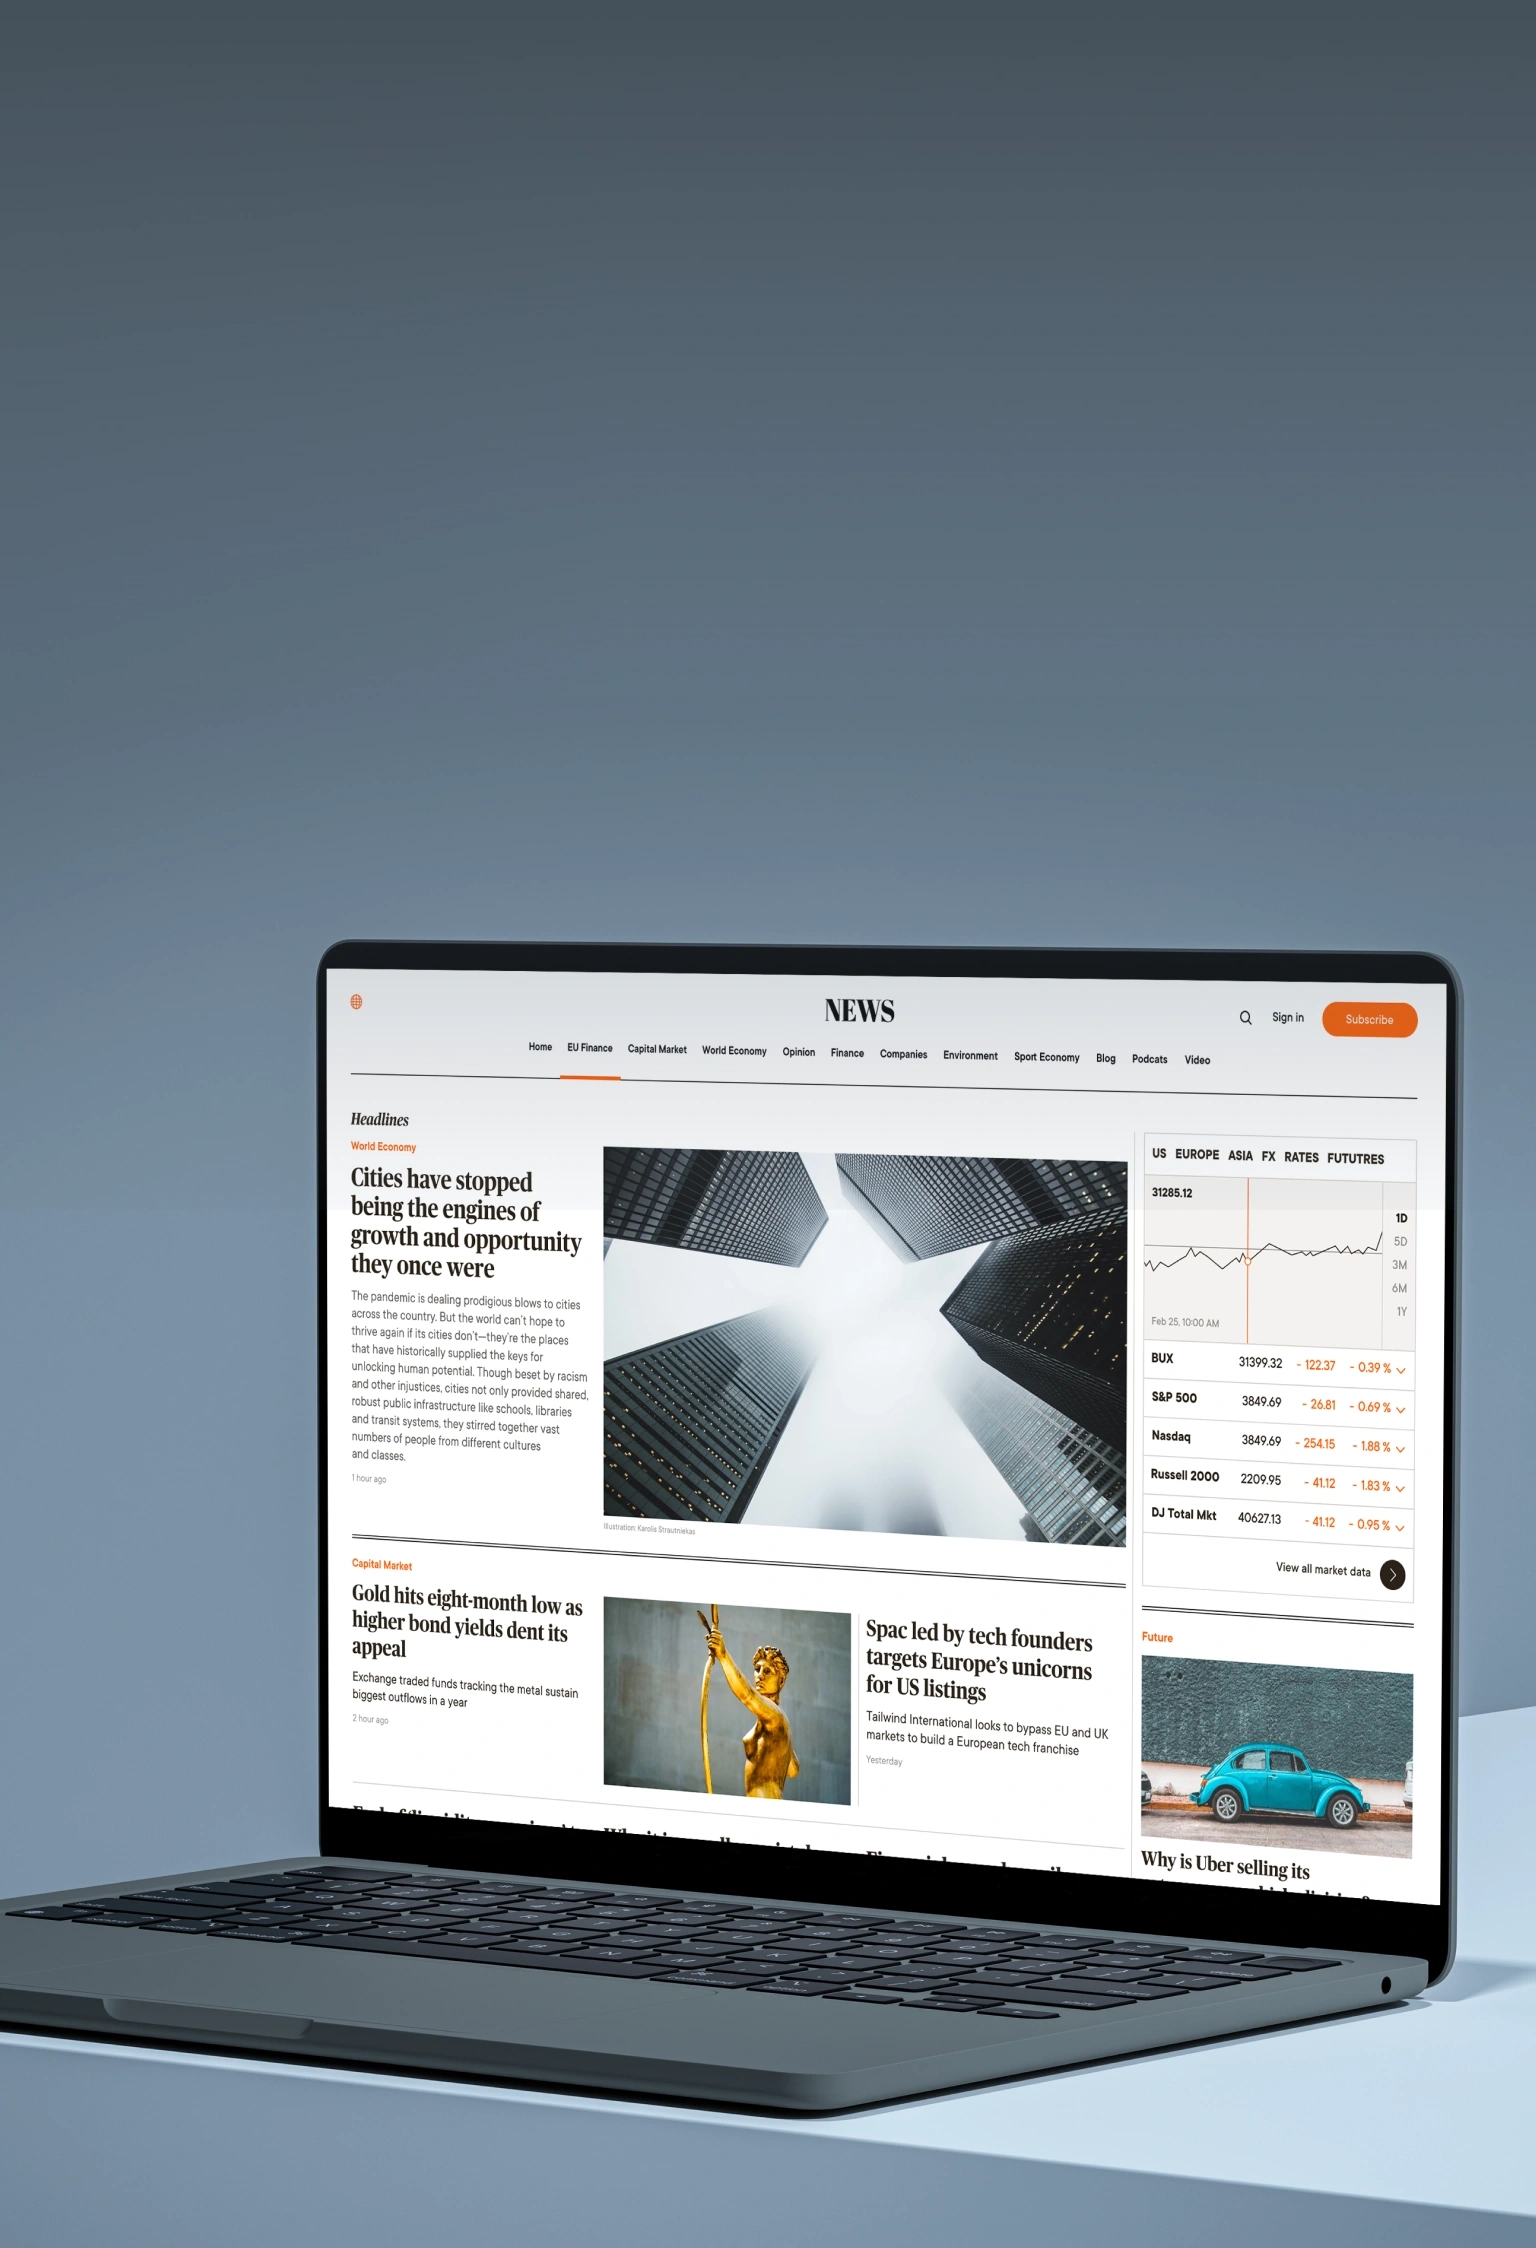 NEWS
Sign in
Subscribe
Home EU Finance Capital Market World Economy Opinion Finance Companies Environment Sport Economy Blog Podcats Video
Headlines
World Economy
Cities have stopped
being the engines of
growth and opportunity
they once were
The pandemic is dealing prodigious blows to cities
across the country. But the world can't hope to
thrive again if its cities don't—they're the places
that have historically supplied the keys for
unlocking human potential. Though beset by racism
and other injustices, cities not only provided shared,
robust public infrastructure like schools, libraries
and transit systems, they stirred together vast
numbers of people from different cultures
and classes.
1 hour ago
Illustration: Karolis Strautniekas
US EUROPE ASIA FX RATES FUTUTRES
31285.12
1D
5D
3M
6M
1Y
Feb 25, 10:00 AM
BUX 31399.32 - 122.37 - 0.39 %
S&P 500 3849.69 - 26.81 - 0.69 %
Nasdaq 3849.69 - 254.15 - 1.88 %
Russell 2000 2209.95 - 41.12 - 1.83 %
DJ Total Mkt 40627.13 - 41.12 - 0.95 %
View all market data
Capital Market
Gold hits eight-month low as
higher bond yields dent its
appeal
Exchange traded funds tracking the metal sustain
biggest outflows in a year
2 hour ago
Spac led by tech founders
targets Europe's unicorns
for US listings
Tailwind International looks to bypass EU and UK
markets to build a European tech franchise
Yesterday
Future
Why is Uber selling its